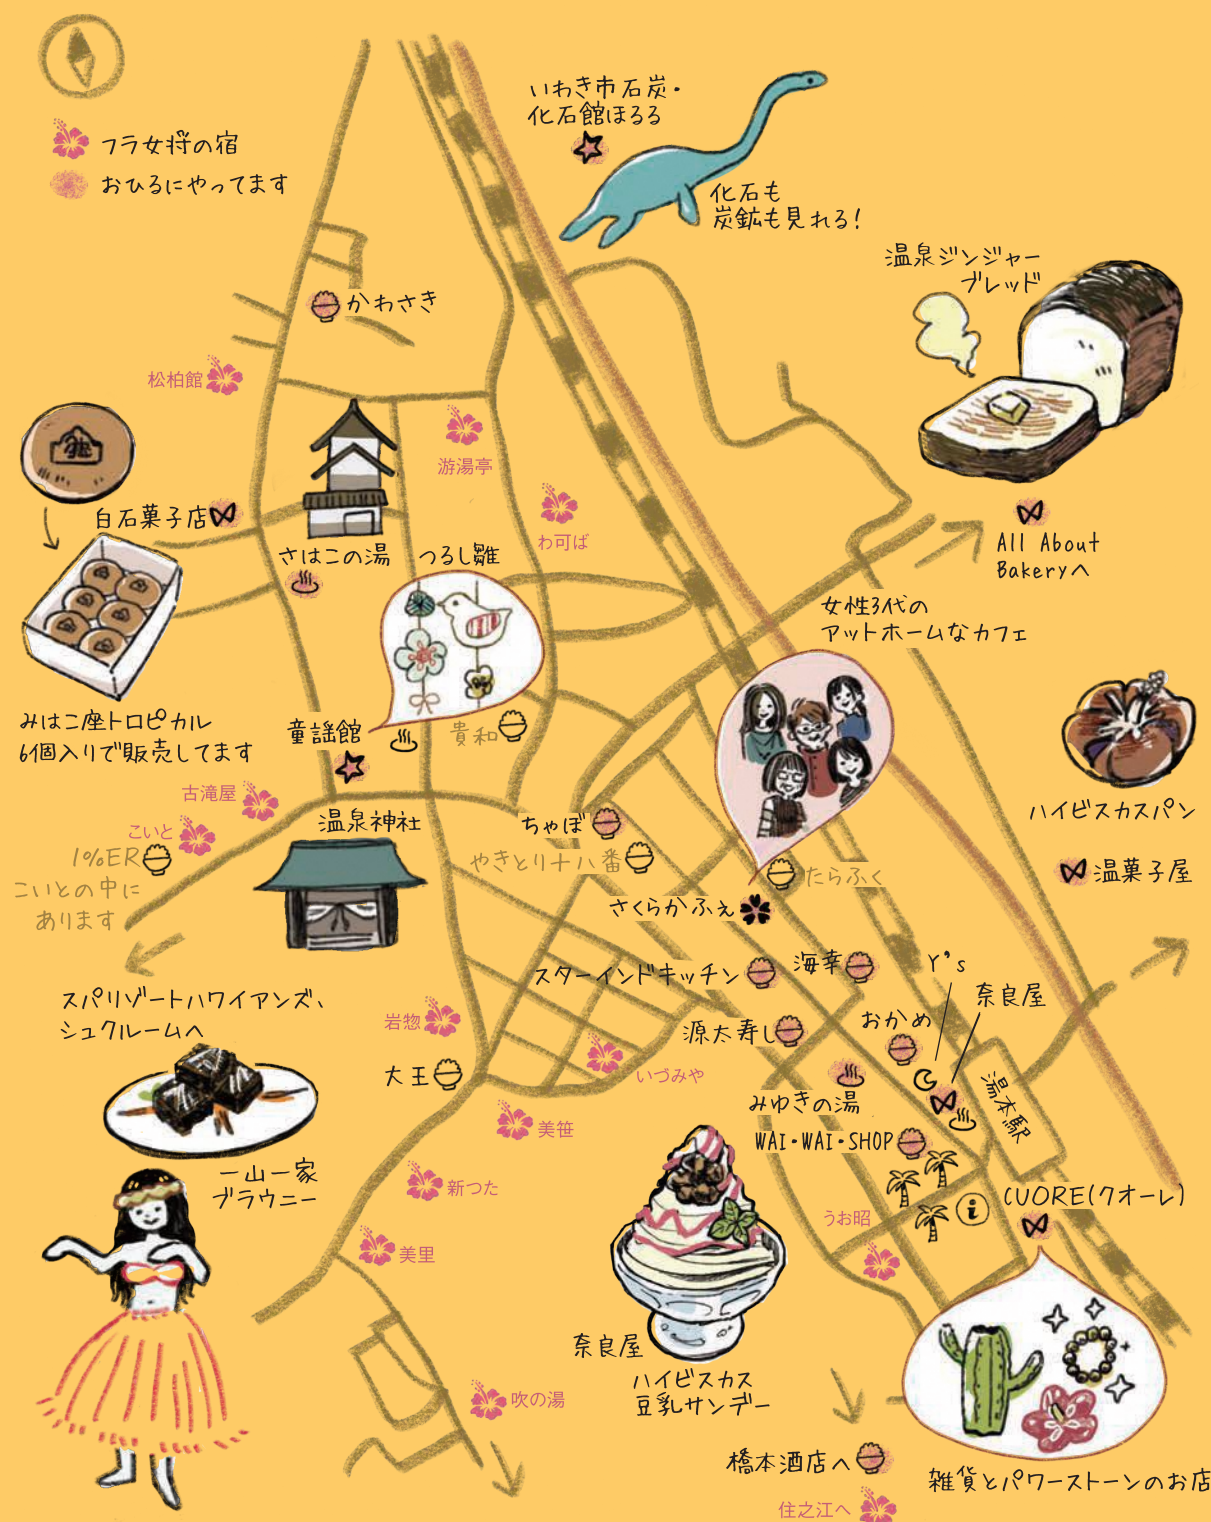 いわき市石炭・
化石館ほるる
フラ女将の宿
おひるにやってます
化石も
炭鉱も見れる!
温泉ジンジャー
ブレッド
かわさき
松柏館
游湯亭
白石菓子店
わ可ば
さはこの湯
つるし雛
All About
Bakeryへ
女性3代の
アットホームなカフェ
みはこ座トロピカル
6個入りで販売してます
童謡館
貴和
古滝屋
こいと
1%ER
こいとの中に
あります
温泉神社
ちゃぽ
やきとり十八番
たらふく
ハイビスカスパン
温菓子屋
さくらかふぇ
スターインドキッチン
海幸
Y's
奈良屋
スパリゾートハワイアンズ、
シュクルームへ
岩惣
源太寿し
おかめ
大王
いづみや
みゆきの湯
湯本駅
美笹
WAI・WAI・SHOP
一山一家
ブラウニー
新つた
CUORE(クオーレ)
うお昭
美里
奈良屋
ハイビスカス
豆乳サンデー
吹の湯
橋本酒店へ
雑貨とパワーストーンのお店
住之江へ